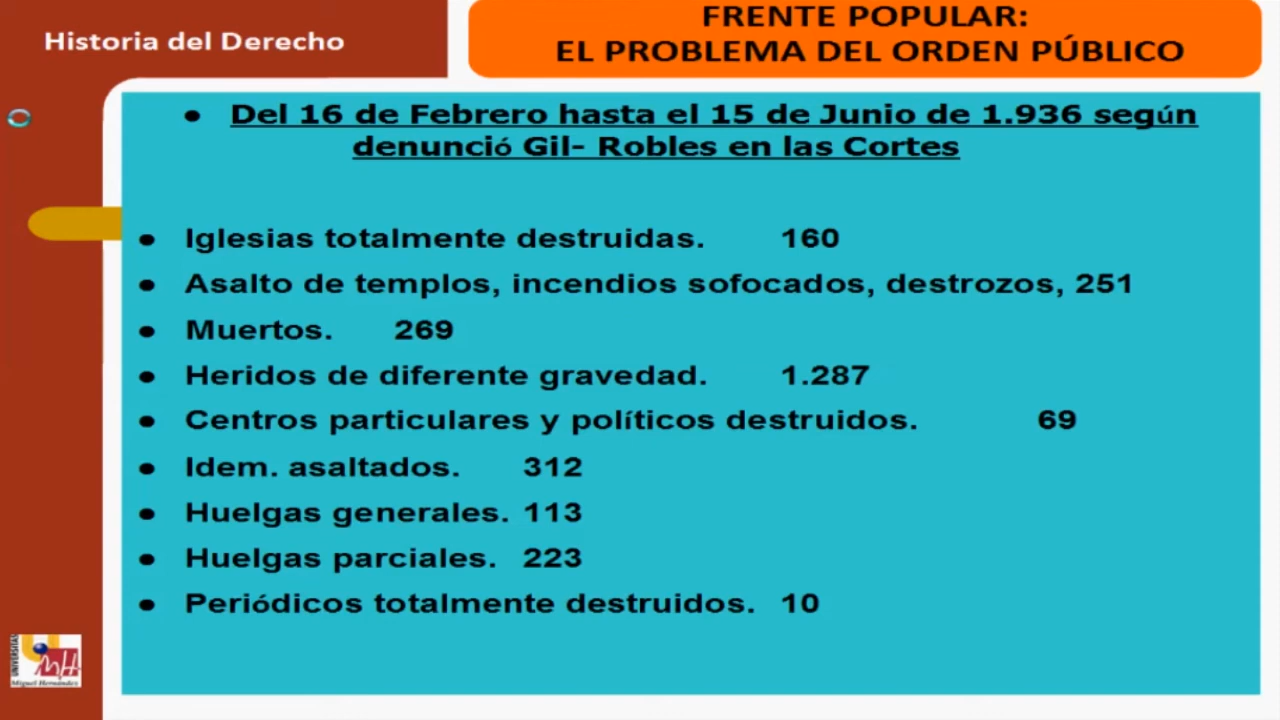 Historia del Derecho
FRENTE POPULAR:
EL PROBLEMA DEL ORDEN PÚBLICO
• Del 16 de Febrero hasta el 15 de Junio de 1.936 según
denunció Gil- Robles en las Cortes
• Iglesias totalmente destruidas. 160
• Asalto de templos, incendios sofocados, destrozos, 251
• Muertos. 269
• Heridos de diferente gravedad. 1.287
• Centros particulares y políticos destruidos. 69
• Idem. asaltados. 312
• Huelgas generales. 113
• Huelgas parciales. 223
• Periódicos totalmente destruidos. 10
UNIVERSITAS
Miguel Hernández